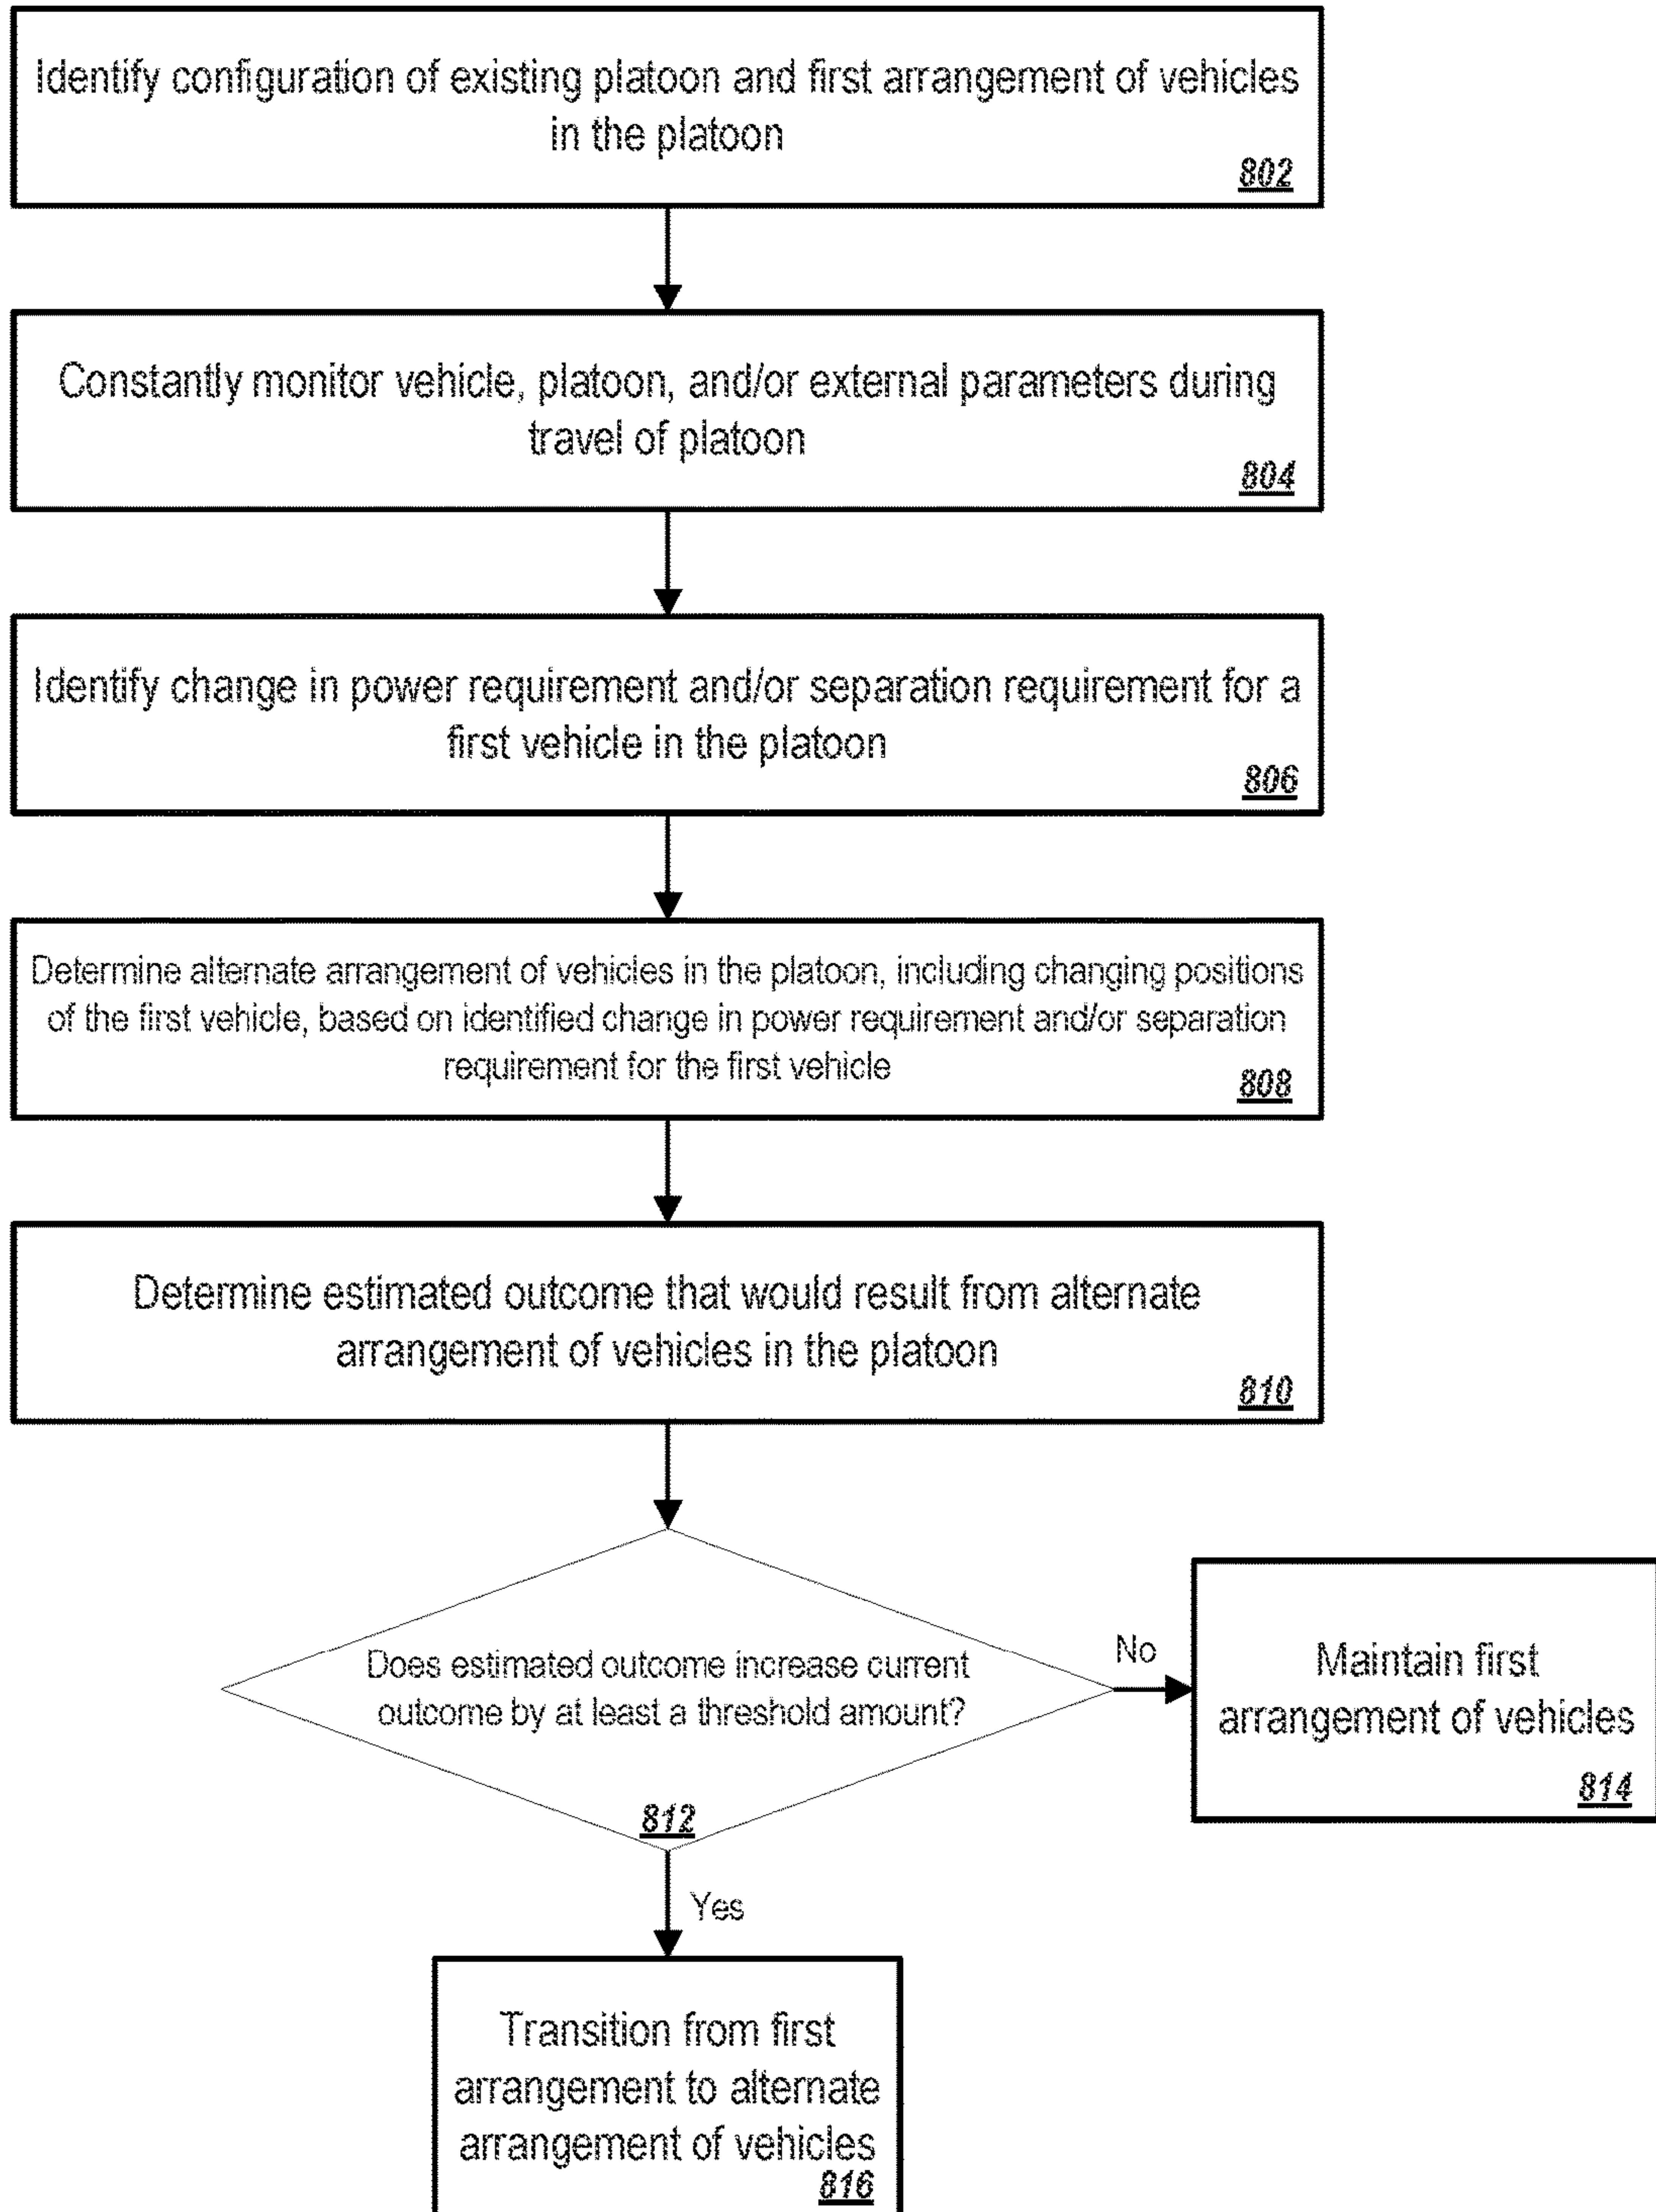 Identify configuration of existing platoon and first arrangement of vehicles
in the platoon
802
Constantly monitor vehicle, platoon, and/or external parameters during
travel of platoon
804
Identify change in power requirement and/or separation requirement for a
first vehicle in the platoon
806
Determine alternate arrangement of vehicles in the platoon, including changing positions
of the first vehicle, based on identified change in power requirement and/or separation
requirement for the first vehicle
808
Determine estimated outcome that would result from alternate
arrangement of vehicles in the platoon
810
Does estimated outcome increase current
outcome by at least a threshold amount?
812
No
Maintain first
arrangement of vehicles
814
Yes
Transition from first
arrangement to alternate
arrangement of vehicles
816